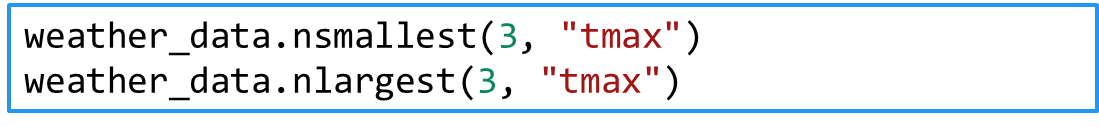 weather_data.nsmallest(3, "tmax")
weather_data.nlargest(3, "tmax")